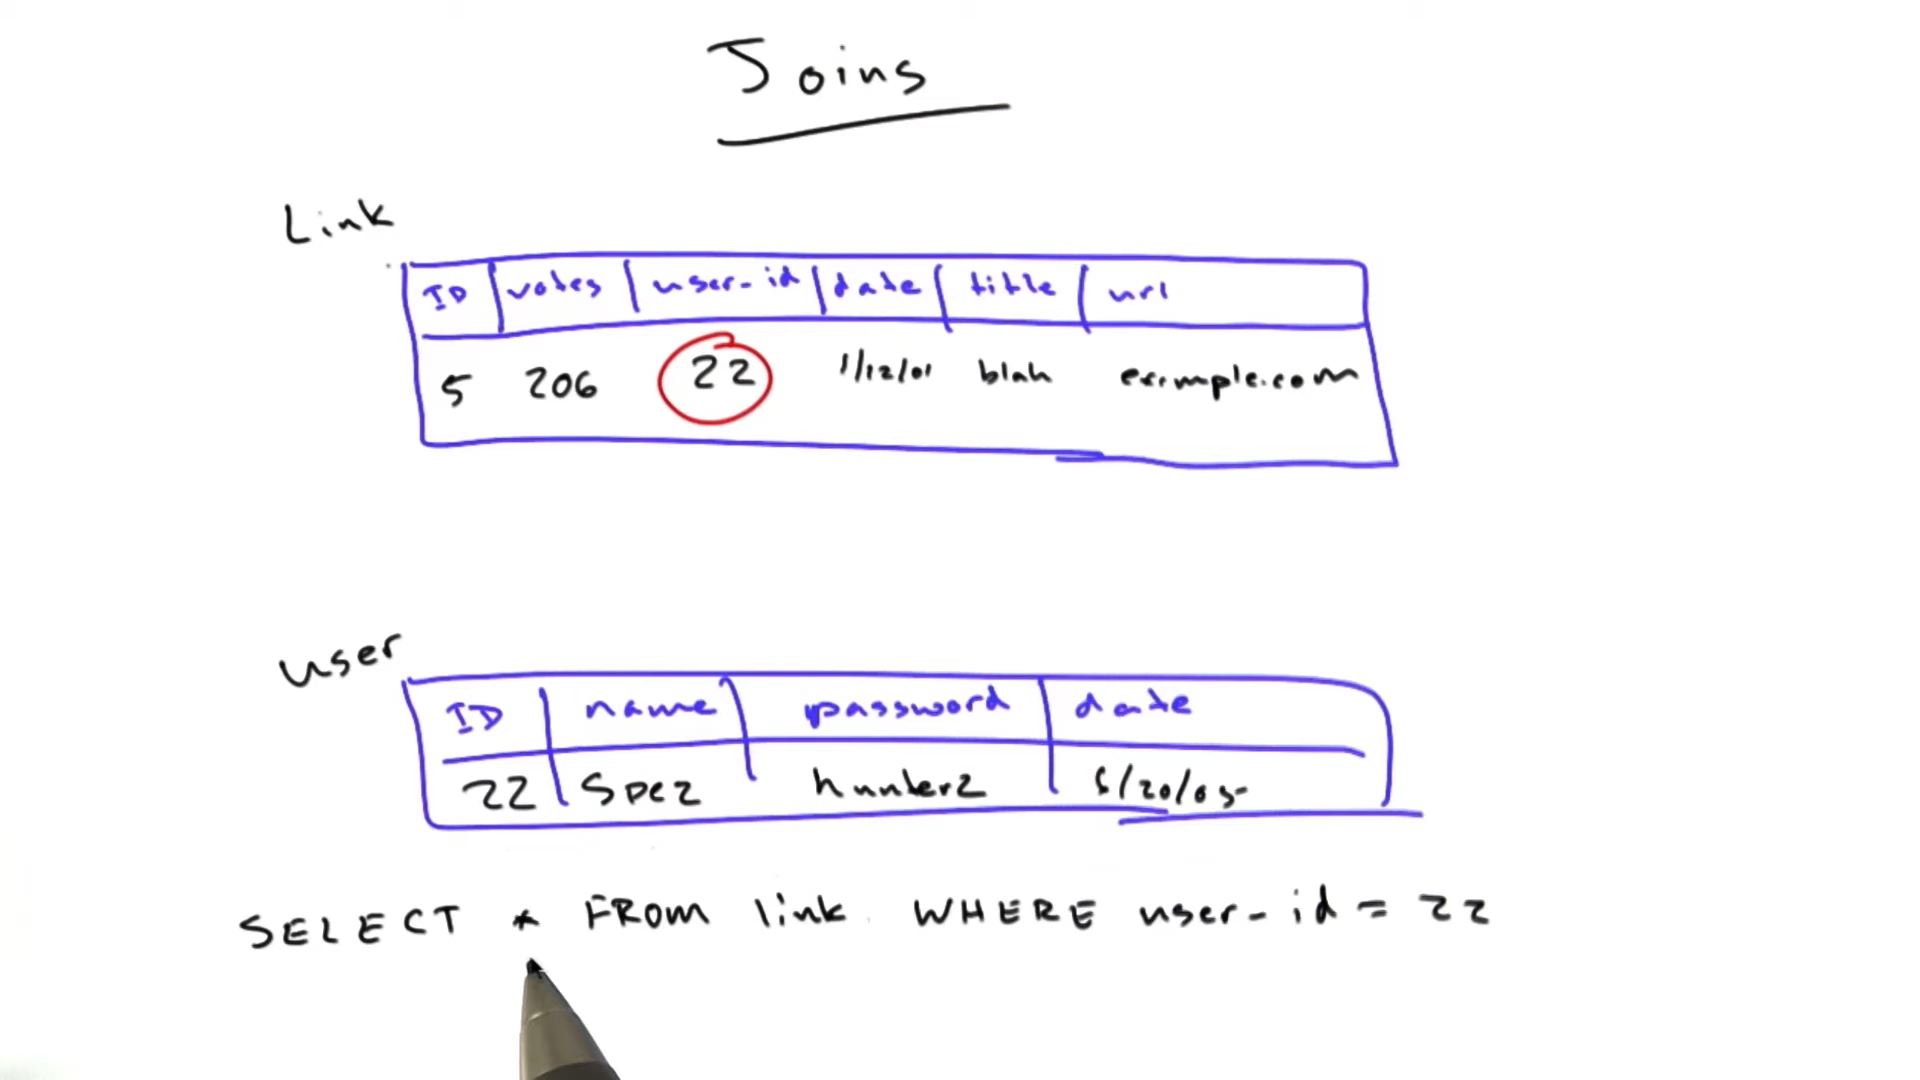 Joins
Link
ID votes user-id date title url
5 206 22 1/12/01 blah example.com
user
ID name password date
22 Spez hunter2 5/20/05
SELECT * FROM link WHERE user-id = 22